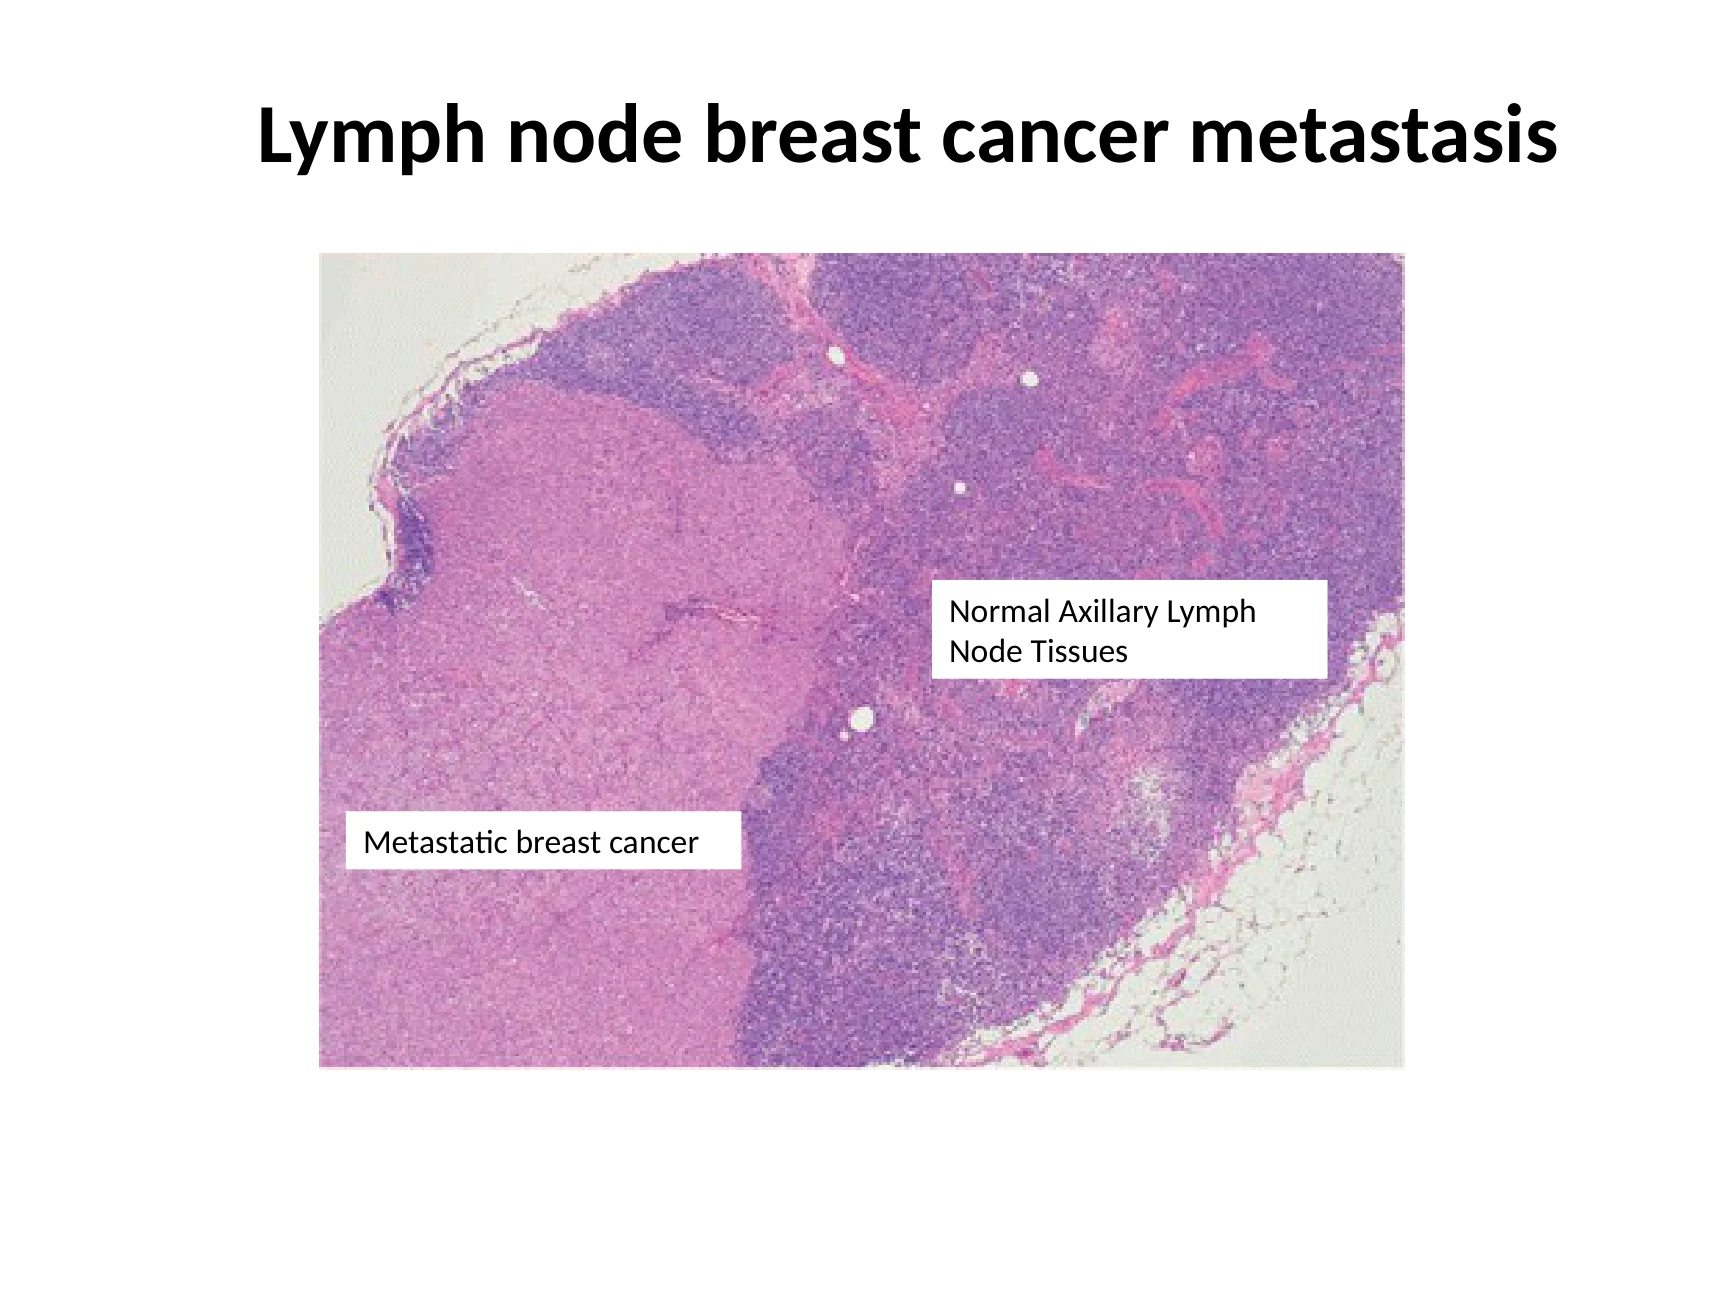 Lymph node breast cancer metastasis
Normal Axillary Lymph
Node Tissues
Metastatic breast cancer